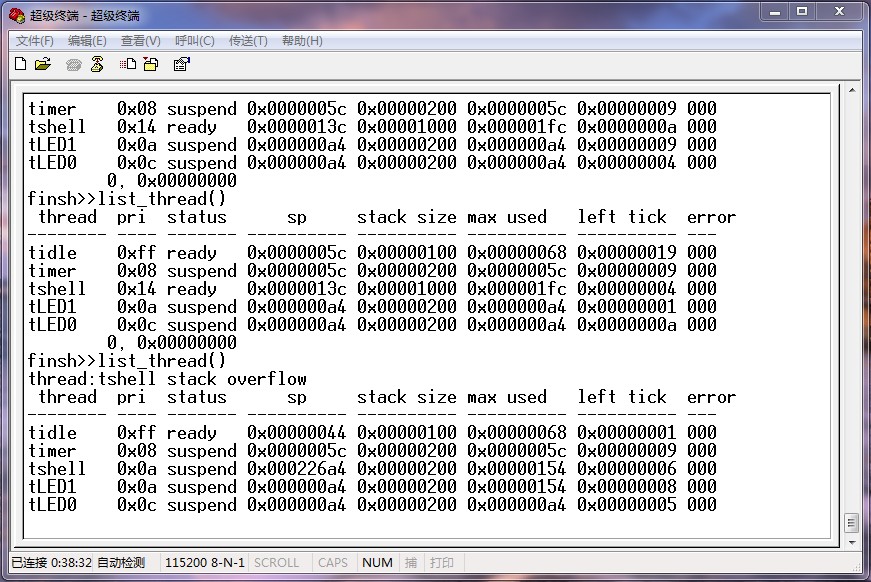 超级终端 - 超级终端
文件(F) 编辑(E) 查看(V) 呼叫(C) 传送(T) 帮助(H)
timer 0x08 suspend 0x0000005c 0x00000200 0x0000005c 0x00000009 000
tshell 0x14 ready 0x0000013c 0x00001000 0x000001fc 0x0000000a 000
tLED1 0x0a suspend 0x000000a4 0x00000200 0x000000a4 0x00000009 000
tLED0 0x0c suspend 0x000000a4 0x00000200 0x000000a4 0x00000004 000
0, 0x00000000
finsh>>list_thread()
thread pri status sp stack size max used left tick error
-------- ---- ------- ---------- ---------- ---------- ---------- ---
tidle 0xff ready 0x0000005c 0x00000100 0x00000068 0x00000019 000
timer 0x08 suspend 0x0000005c 0x00000200 0x0000005c 0x00000009 000
tshell 0x14 ready 0x0000013c 0x00001000 0x000001fc 0x00000004 000
tLED1 0x0a suspend 0x000000a4 0x00000200 0x000000a4 0x00000001 000
tLED0 0x0c suspend 0x000000a4 0x00000200 0x000000a4 0x0000000a 000
0, 0x00000000
finsh>>list_thread()
thread:tshell stack overflow
thread pri status sp stack size max used left tick error
-------- ---- ------- ---------- ---------- ---------- ---------- ---
tidle 0xff ready 0x00000044 0x00000100 0x00000068 0x00000001 000
timer 0x08 suspend 0x0000005c 0x00000200 0x0000005c 0x00000009 000
tshell 0x0a suspend 0x000226a4 0x00000200 0x00000154 0x00000006 000
tLED1 0x0a suspend 0x000000a4 0x00000200 0x00000154 0x00000008 000
tLED0 0x0c suspend 0x000000a4 0x00000200 0x000000a4 0x00000005 000
已连接 0:38:32 自动检测 115200 8-N-1 SCROLL CAPS NUM 捕 打印